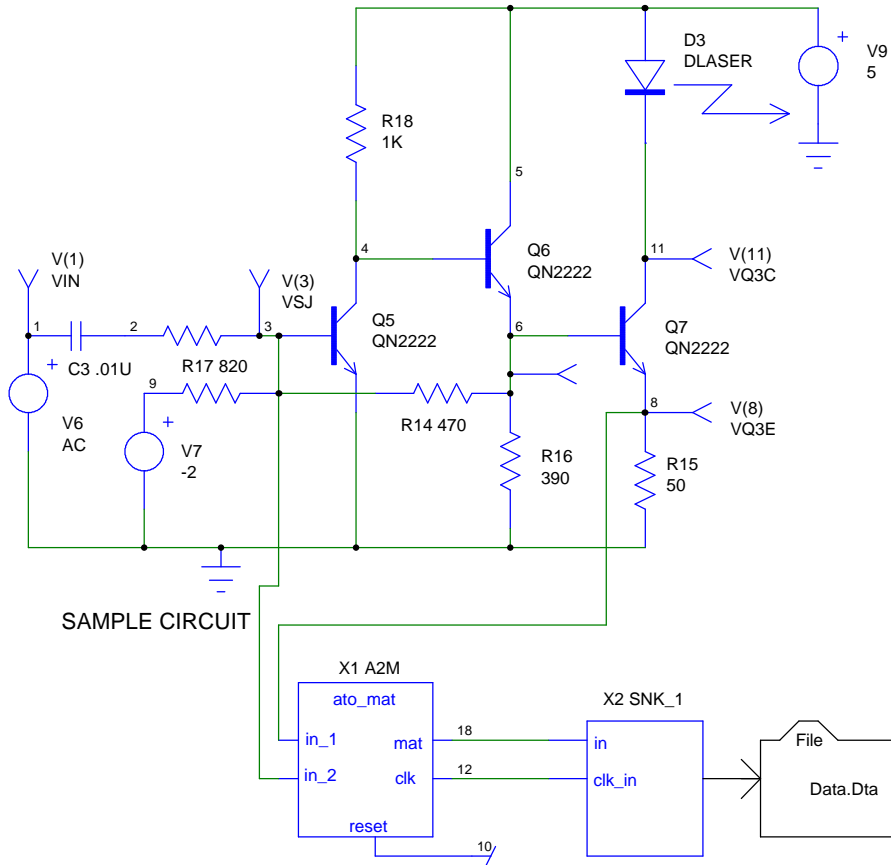 D3
DLASER
+
V9
5
R18
1K
5
4
Q6
QN2222
11
V(11)
VQ3C
V(1)
VIN
V(3)
VSJ
1
2
3
Q5
QN2222
6
Q7
QN2222
+
C3 .01U
R17 820
9
8
V(8)
VQ3E
V6
AC
+
V7
-2
R14 470
R16
390
R15
50
SAMPLE CIRCUIT
X1 A2M
ato_mat
X2 SNK_1
in_1
mat
18
in
File
in_2
clk
12
clk_in
Data.Dta
reset
10